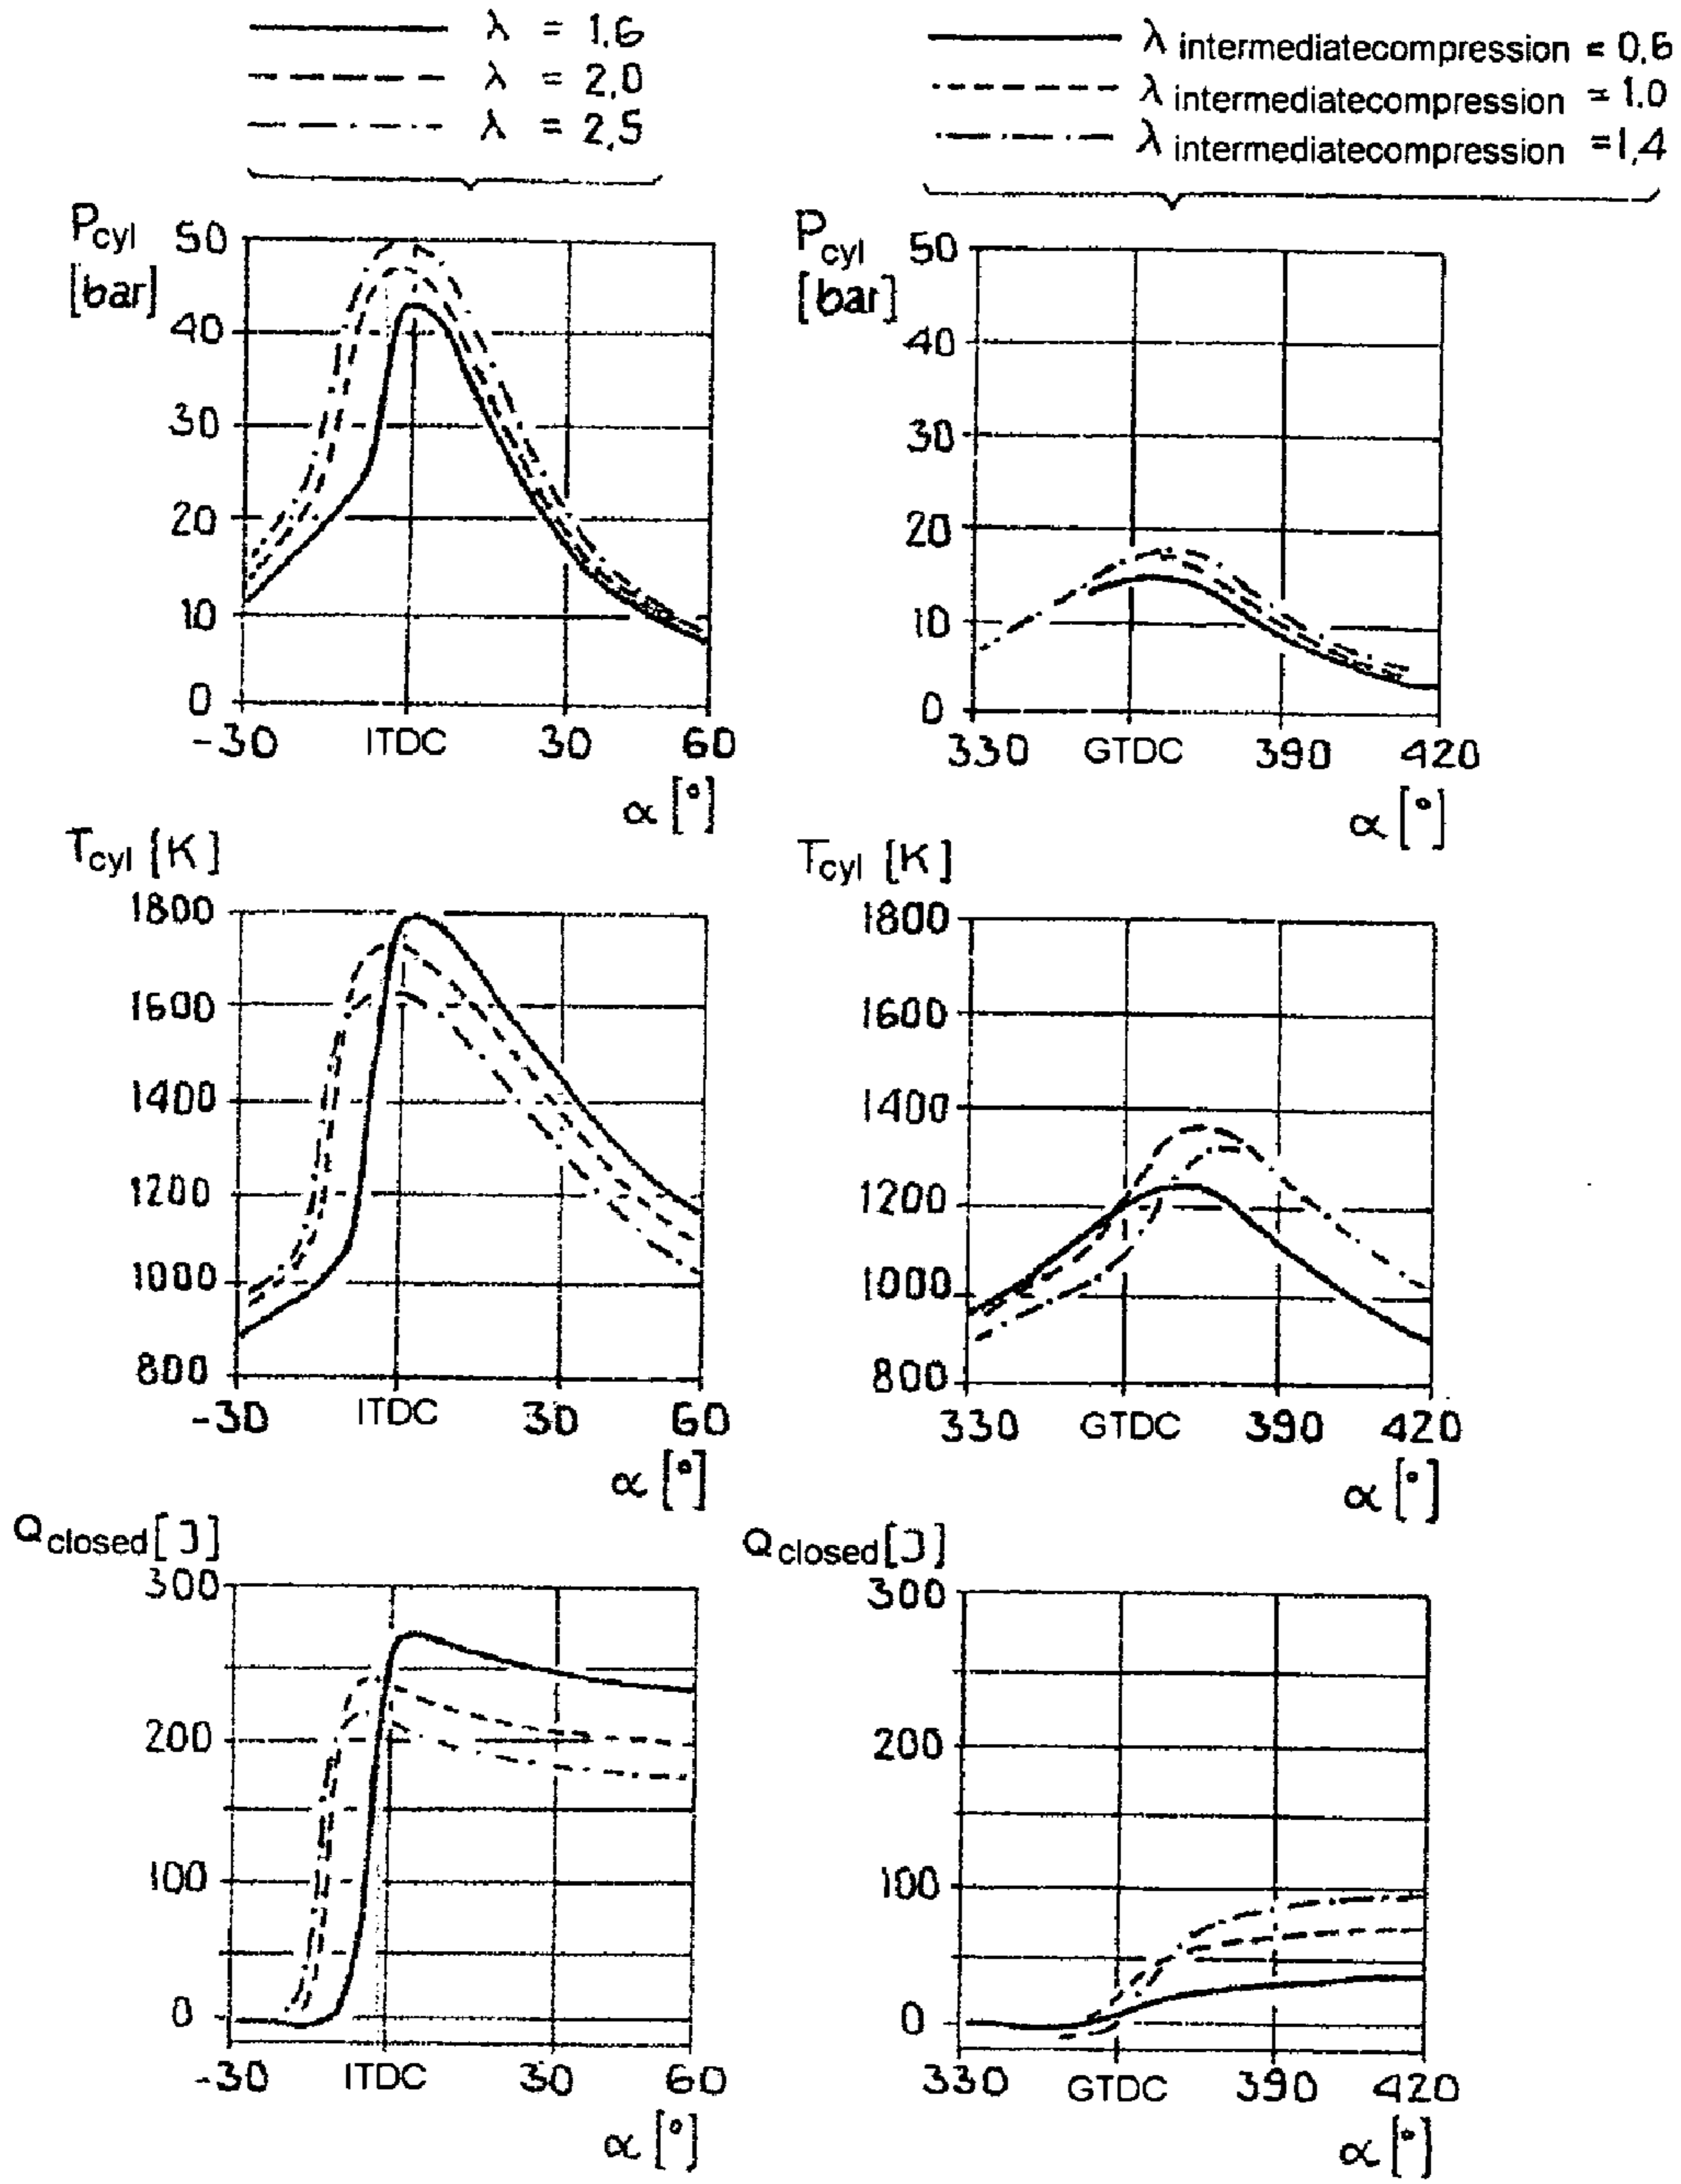 λ = 1.6
λ = 2,0
λ = 2,5
λ intermediatecompression = 0,6
λ intermediatecompression = 1.0
λ intermediatecompression = 1,4
Pcyl
[bar]
50
40
30
20
10
0
-30 ITDC 30 60
α [°]
Pcyl
[bar]
50
40
30
20
10
0
330 GTDC 390 420
α [°]
Tcyl [K]
1800
1600
1400
1200
1000
800
-30 ITDC 30 60
α [°]
Tcyl [K]
1800
1600
1400
1200
1000
800
330 GTDC 390 420
α [°]
Qclosed [J]
300
200
100
0
-30 ITDC 30 60
α [°]
Qclosed [J]
300
200
100
0
330 GTDC 390 420
α [°]